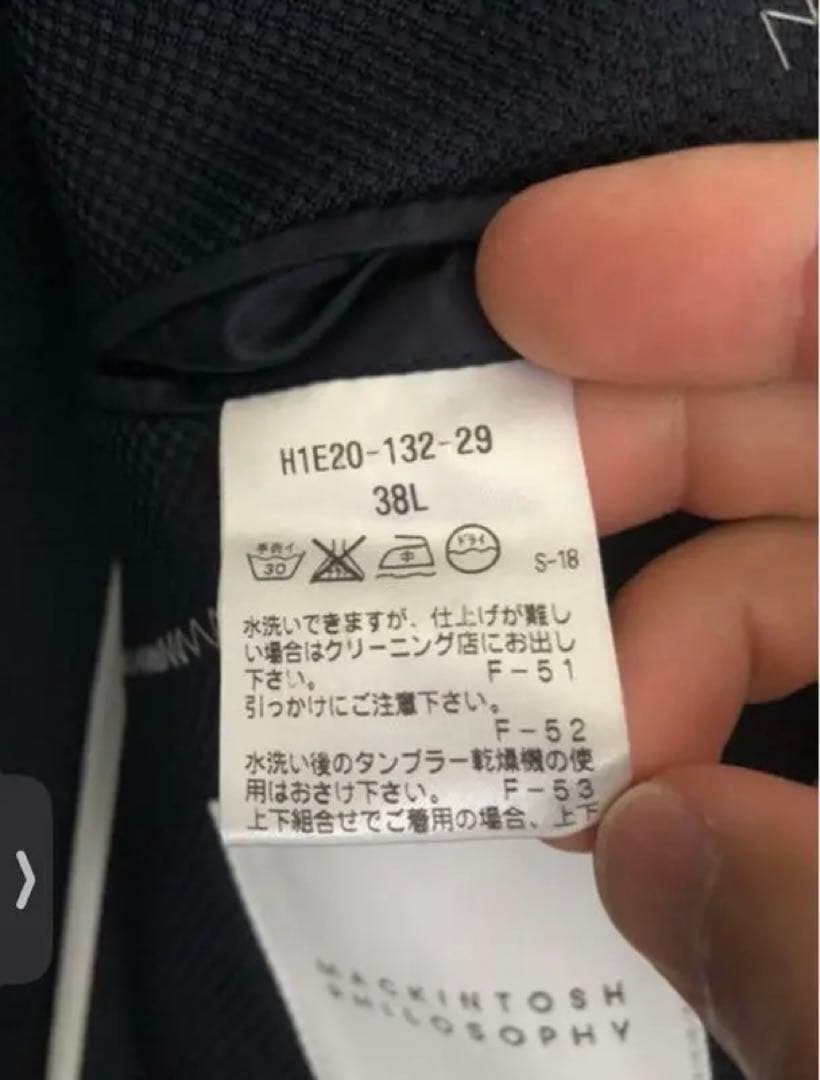 H1E20-132-29
38L
手洗イ
30
中
ドライ
S-18
水洗いできますが、仕上げが難し
い場合はクリーニング店にお出し
下さい。 F-51
引っかけにご注意下さい。
F-52
水洗い後のタンブラー乾燥機の使
用はおさけ下さい。 F-53
上下組合せでご着用の場合、上下
MACKINTOSH
PHILOSOPHY